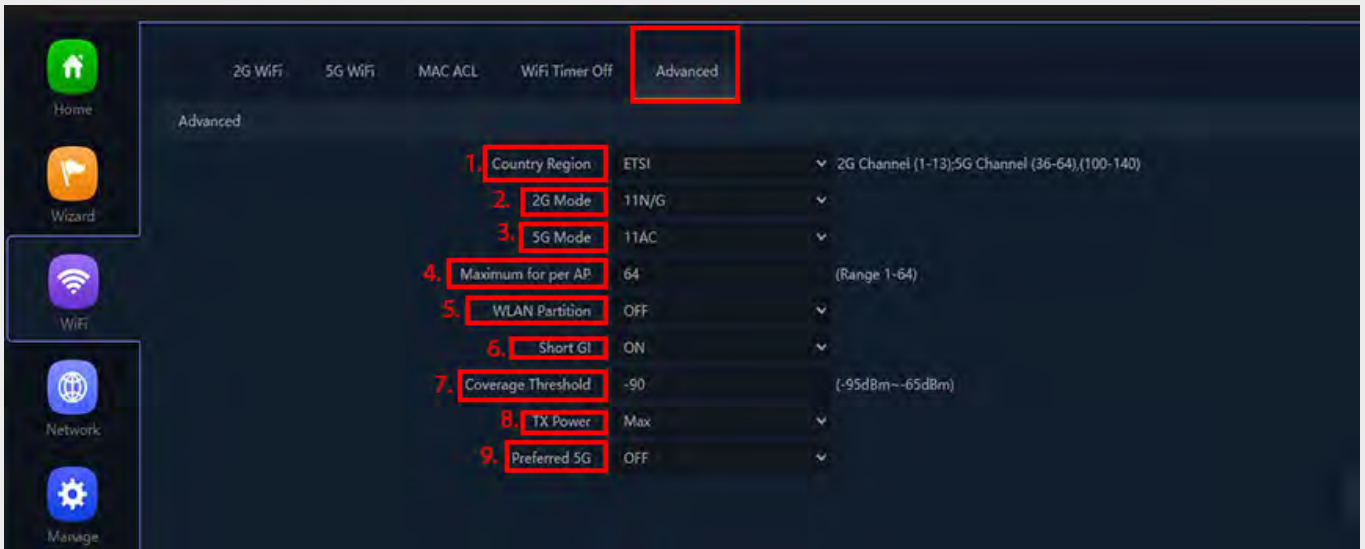 2G WiFi 5G WiFi MAC ACL WiFi Timer Off Advanced
Home
Advanced
1. Country Region ETSI 2G Channel (1-13);5G Channel (36-64),(100-140)
2. 2G Mode 11N/G
Wizard
3. 5G Mode 11AC
4. Maximum for per AP 64 (Range 1-64)
5. WLAN Partition OFF
WiFi
6. Short GI ON
7. Coverage Threshold -90 (-95dBm~-65dBm)
8. TX Power Max
Network
9. Preferred 5G OFF
Manage